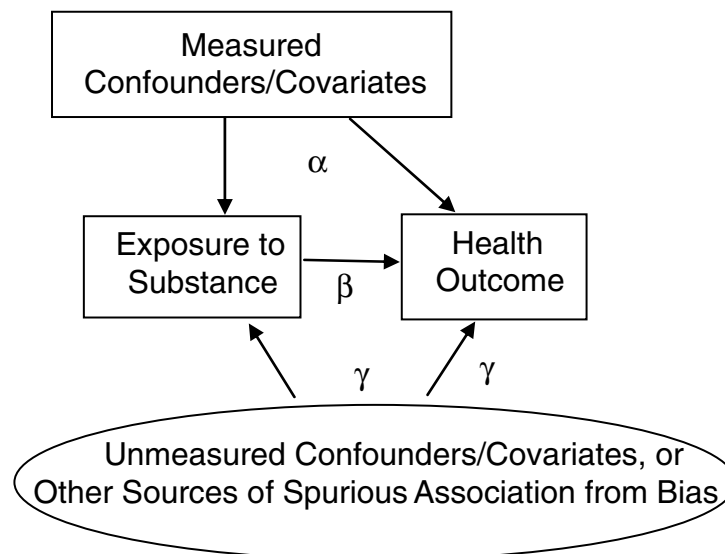 Measured
Confounders/Covariates
α
Exposure to
Substance
Health
Outcome
β
γ
γ
Unmeasured Confounders/Covariates, or
Other Sources of Spurious Association from Bias